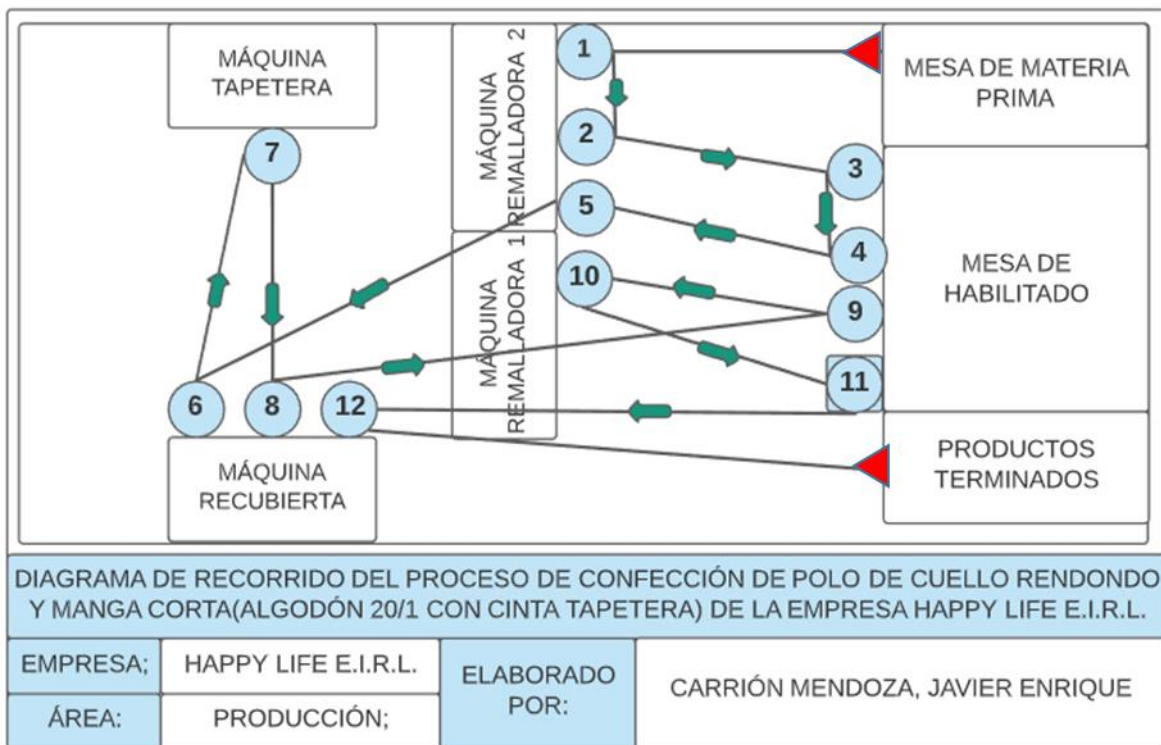 MÁQUINA
TAPETERA
MÁQUINA
REMALLADORA 2
MÁQUINA
REMALLADORA 1
MESA DE MATERIA
PRIMA
MESA DE
HABILITADO
PRODUCTOS
TERMINADOS
MÁQUINA
RECUBIERTA
1
2
3
4
5
6
7
8
9
10
11
12
DIAGRAMA DE RECORRIDO DEL PROCESO DE CONFECCIÓN DE POLO DE CUELLO RENDONDO
Y MANGA CORTA(ALGODÓN 20/1 CON CINTA TAPETERA) DE LA EMPRESA HAPPY LIFE E.I.R.L.
EMPRESA;
HAPPY LIFE E.I.R.L.
ÁREA:
PRODUCCIÓN;
ELABORADO
POR:
CARRIÓN MENDOZA, JAVIER ENRIQUE